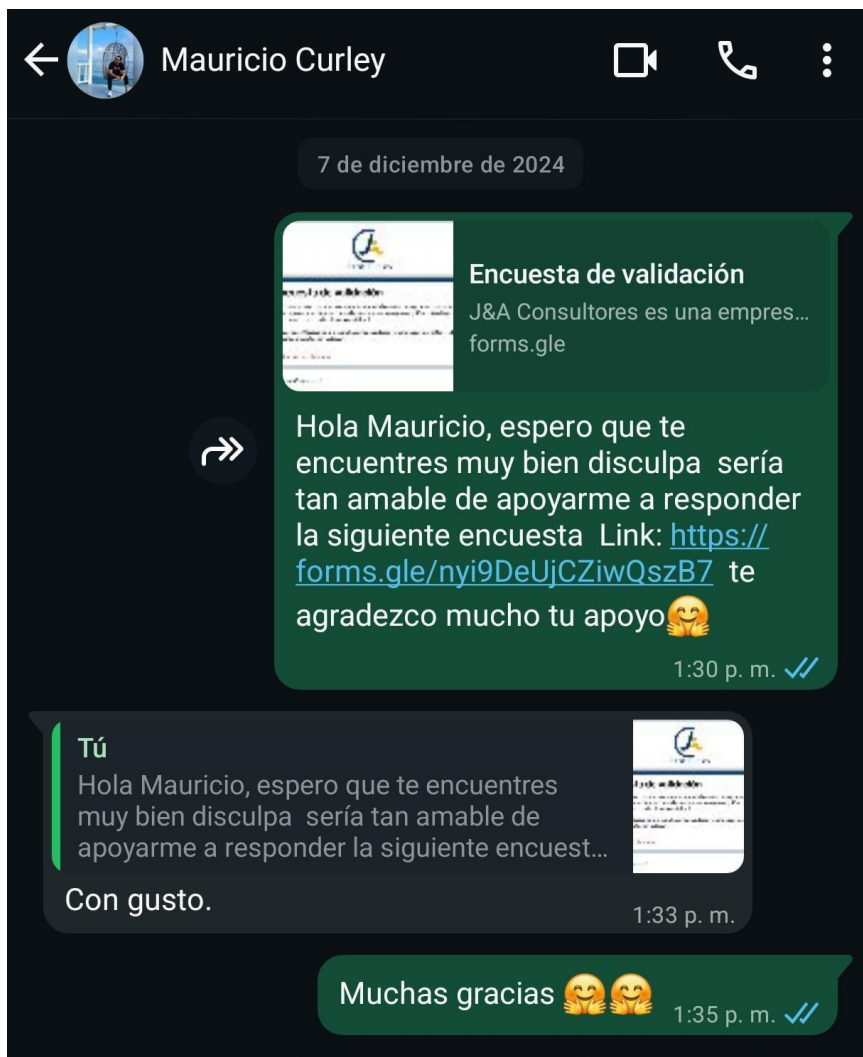 Mauricio Curley
7 de diciembre de 2024
Encuesta de validación
J&A Consultores es una empres...
forms.gle
Hola Mauricio, espero que te
encuentres muy bien disculpa  sería
tan amable de apoyarme a responder
la siguiente encuesta  Link: https://
forms.gle/nyi9DeUjCZiwQszB7  te
agradezco mucho tu apoyo🤗
1:30 p. m.
Tú
Hola Mauricio, espero que te encuentres
muy bien disculpa  sería tan amable de
apoyarme a responder la siguiente encuest...
Con gusto.
1:33 p. m.
Muchas gracias 🤗🤗
1:35 p. m.